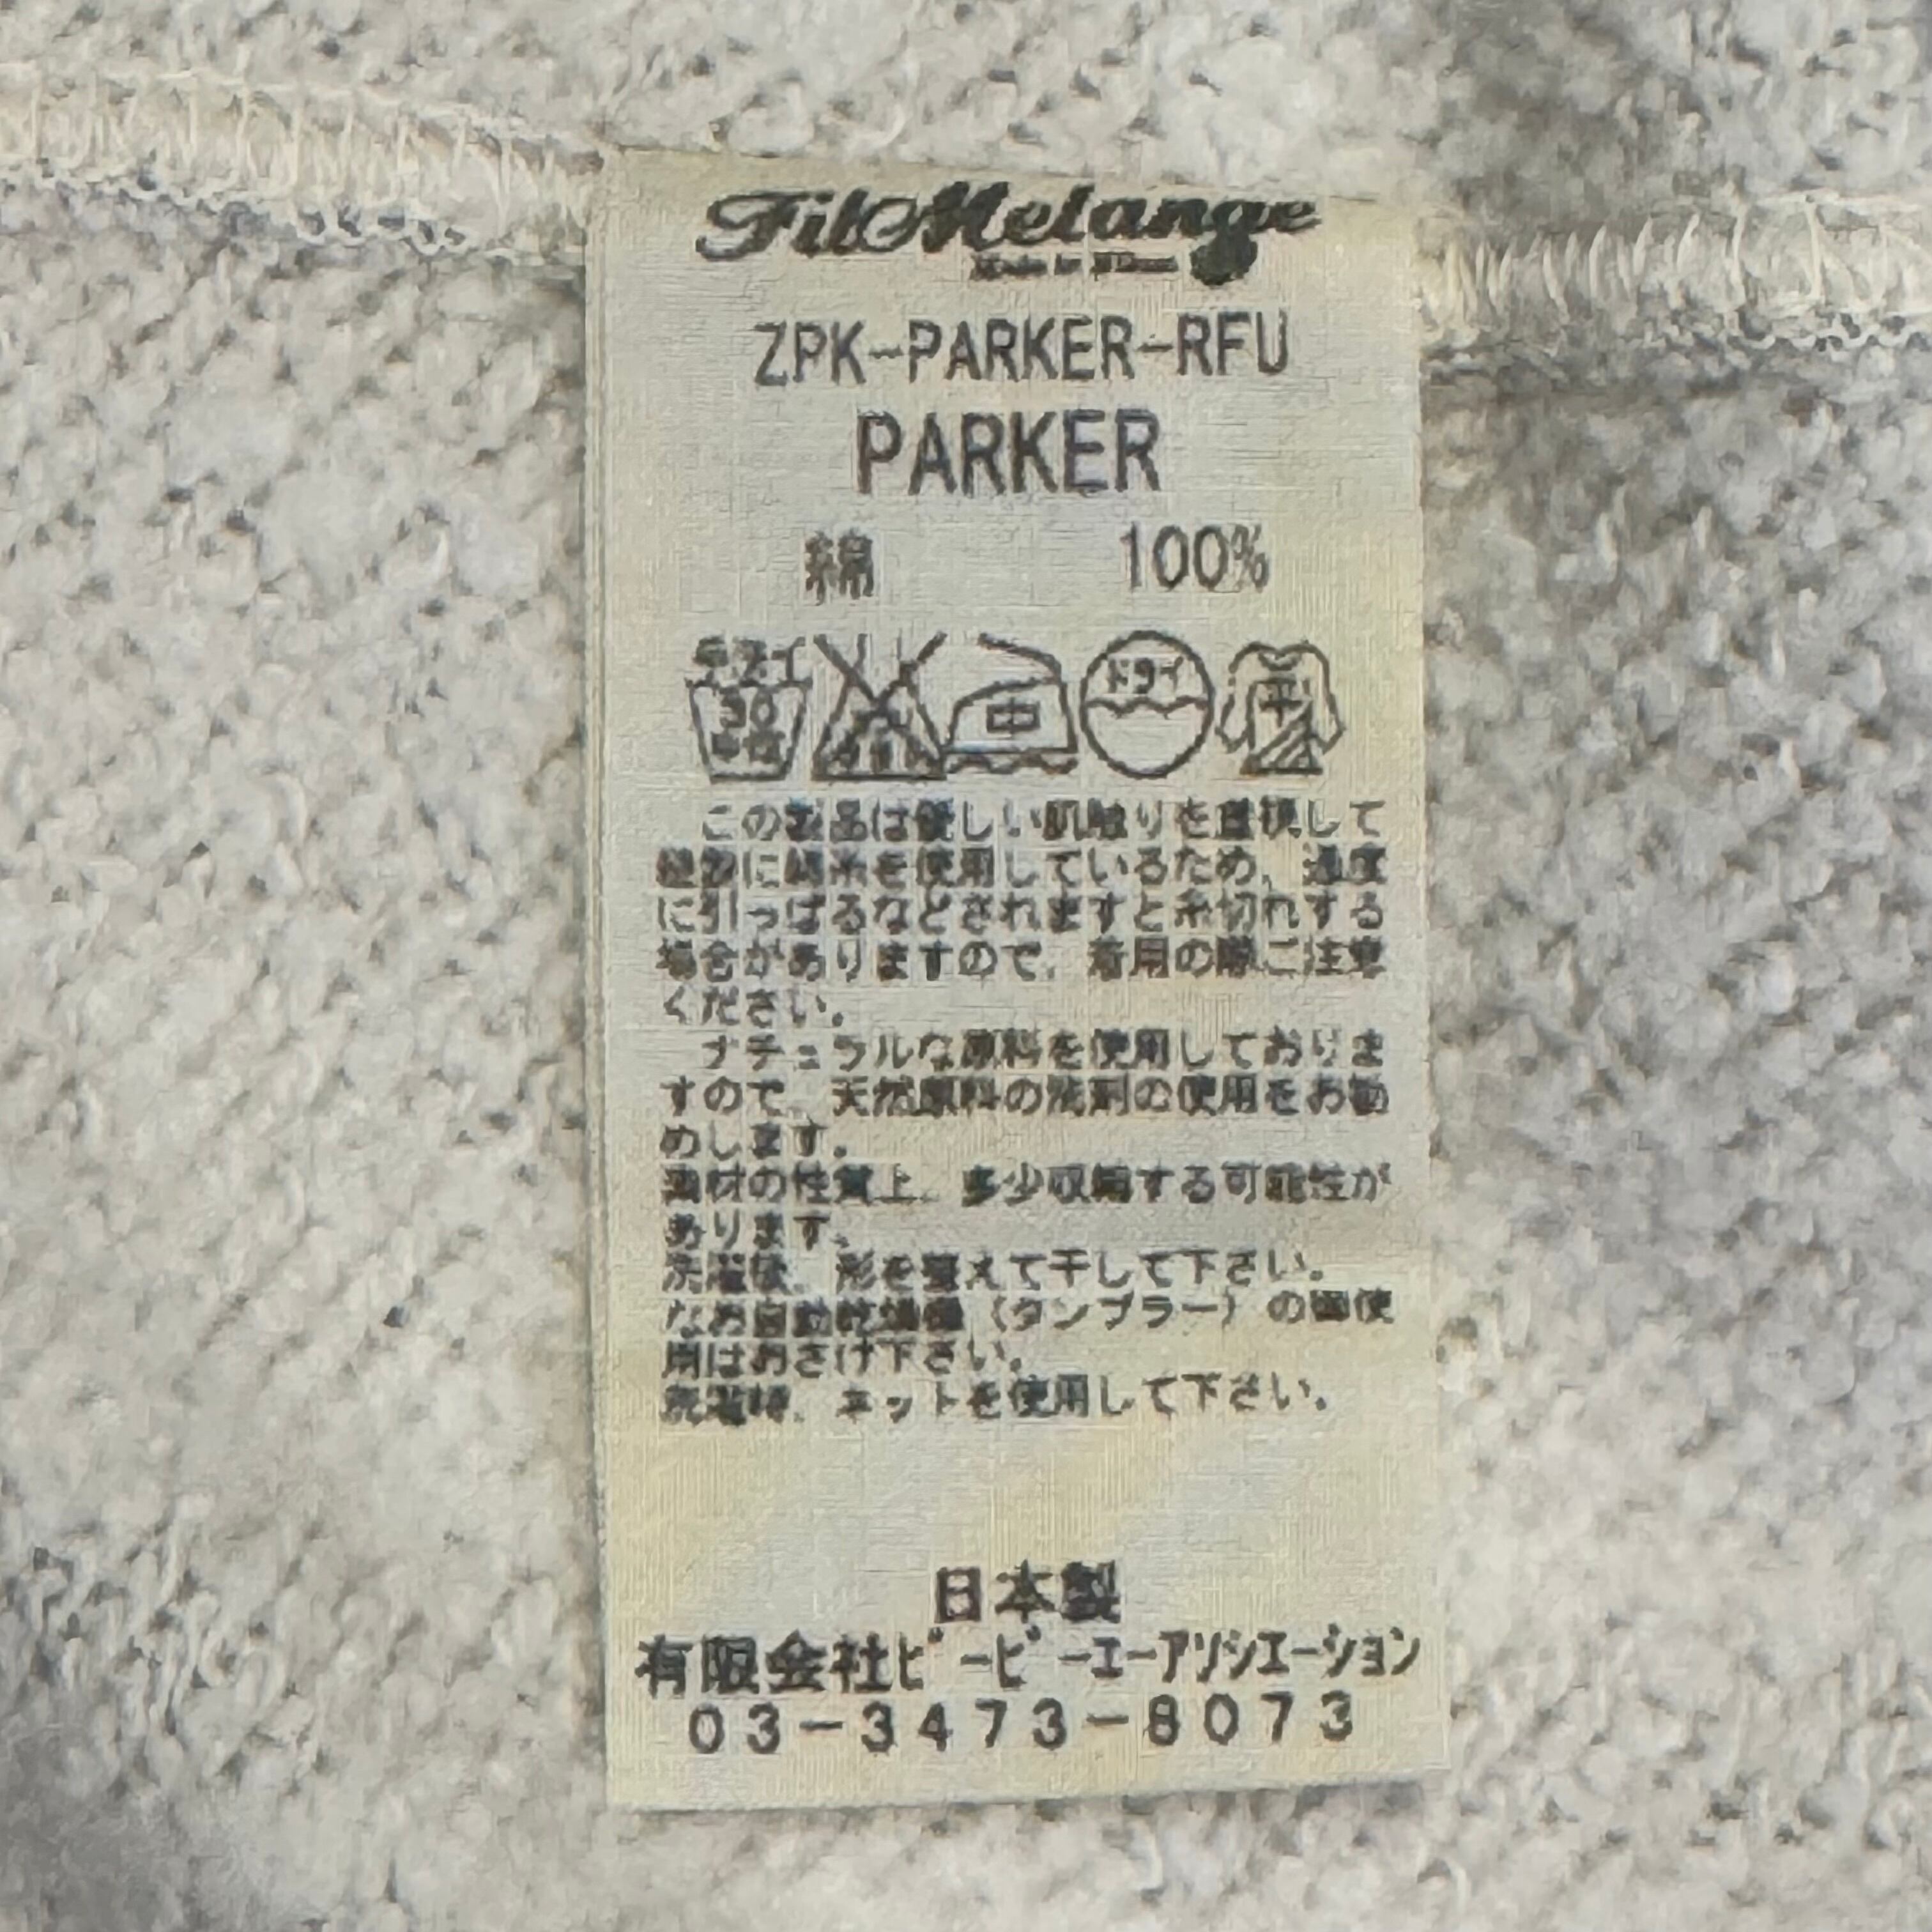 FilMelange
ZPK-PARKER-RFU
PARKER
綿 100%
30
中
ドライ
平
この製品は優しい肌触りを重視して
に 糸を使用しているため、過度
に引っぱるなどされますと糸切れする
場合がありますので、着用の際ご注意
ください。
ナチュラルな原料を使用しておりま
すので、天然原料の洗剤の使用をお勧
めします。
素材の性質上、多少収縮する可能性が
あります。
洗濯後、形を整えて干して下さい。
なお自動乾燥機（タンブラー）の御使
用はおさけ下さい。
洗濯時、ネットを使用して下さい。
日本製
有限会社ビービーエーアソシエーション
03-3473-8073